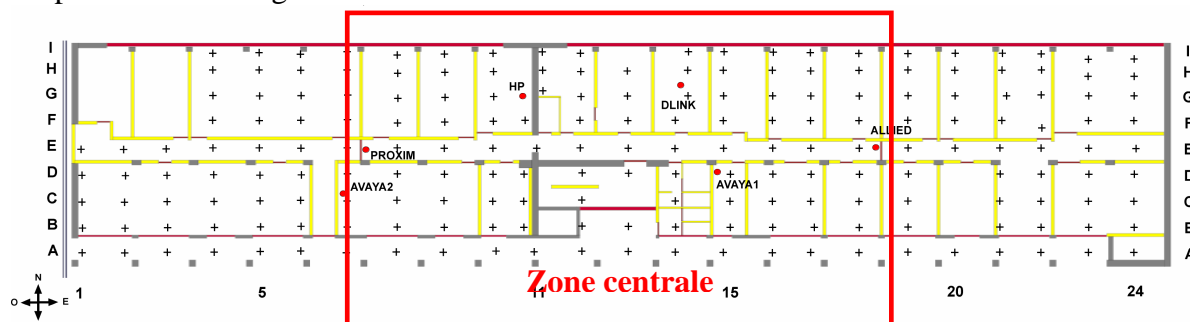 I I
H H
HP
G G
DLINK
F F
ALLIED
E E
PROXIM
D D
AVAYA1
AVAYA2
C C
B
A A
Zone centrale
N
O E
S
1 5 11 15 20 24